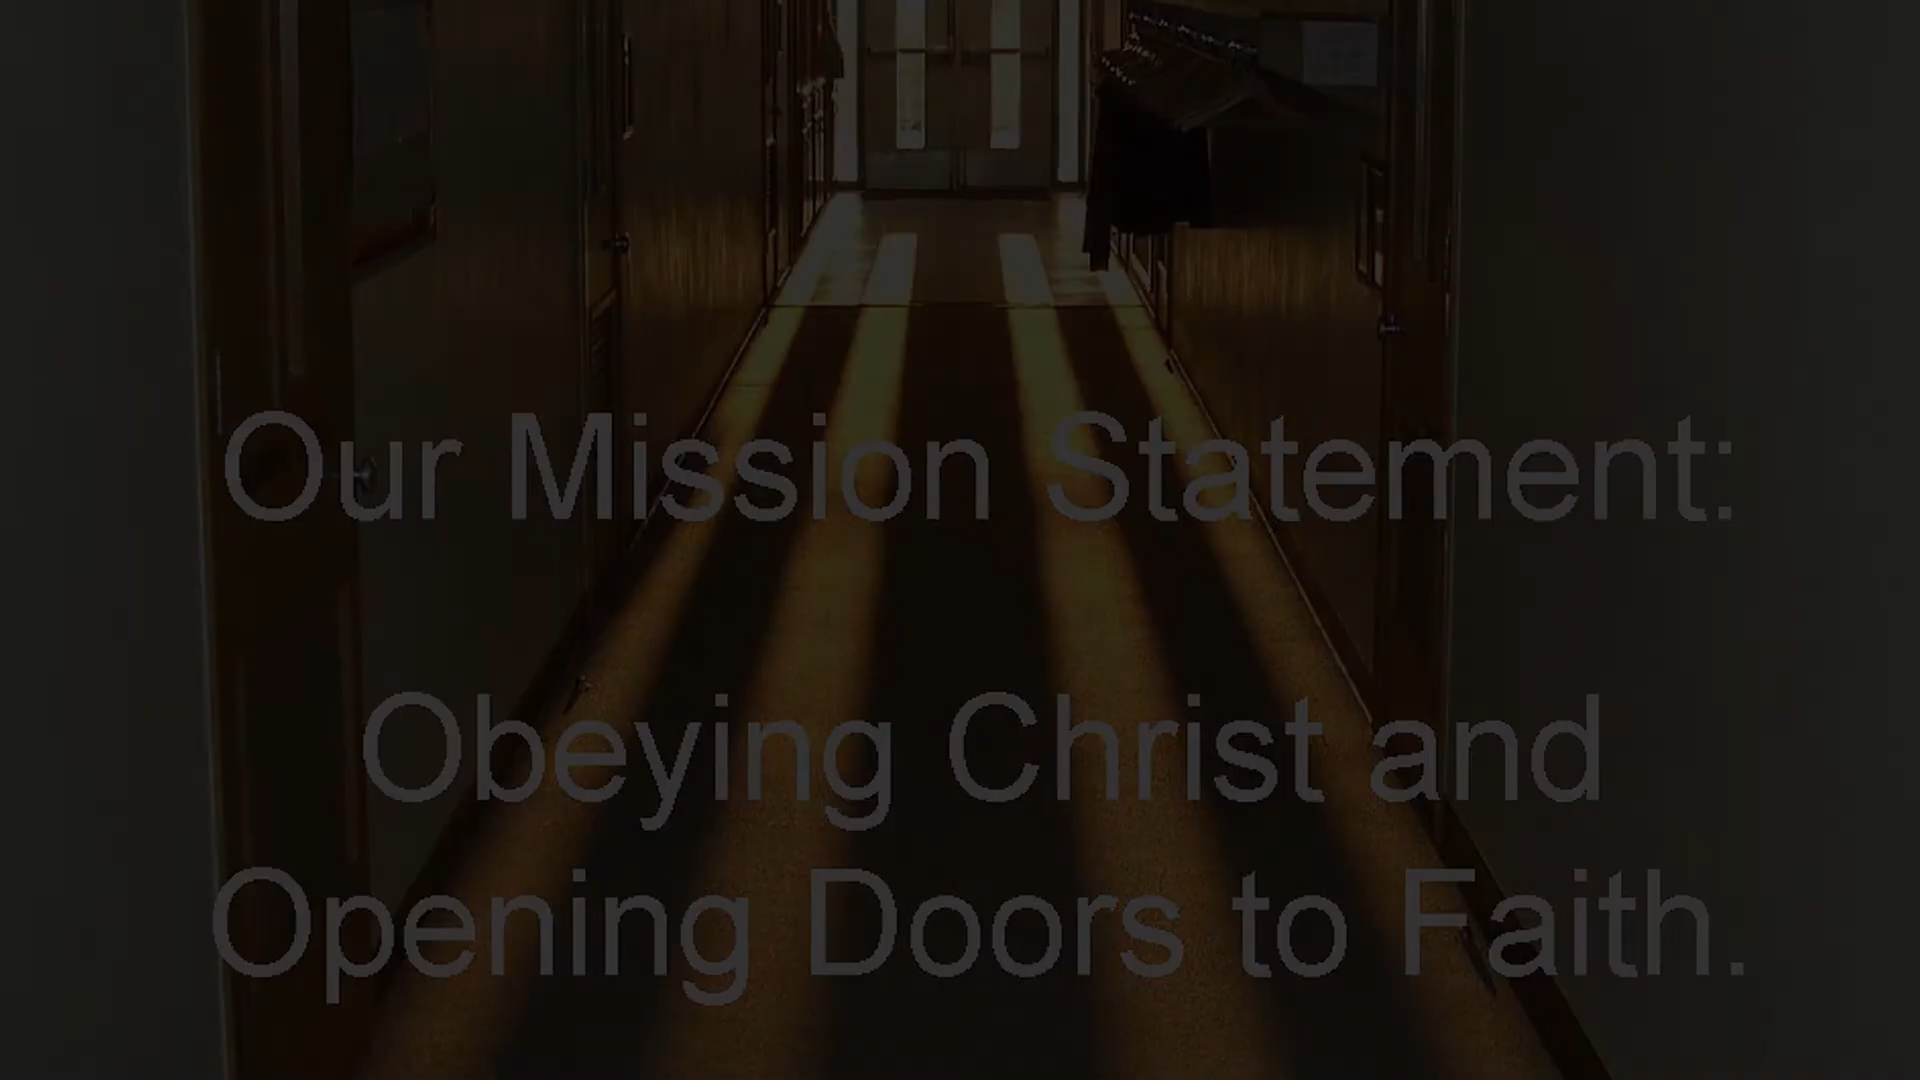 Our Mission Statement:
Obeying Christ and
Opening Doors to Faith.